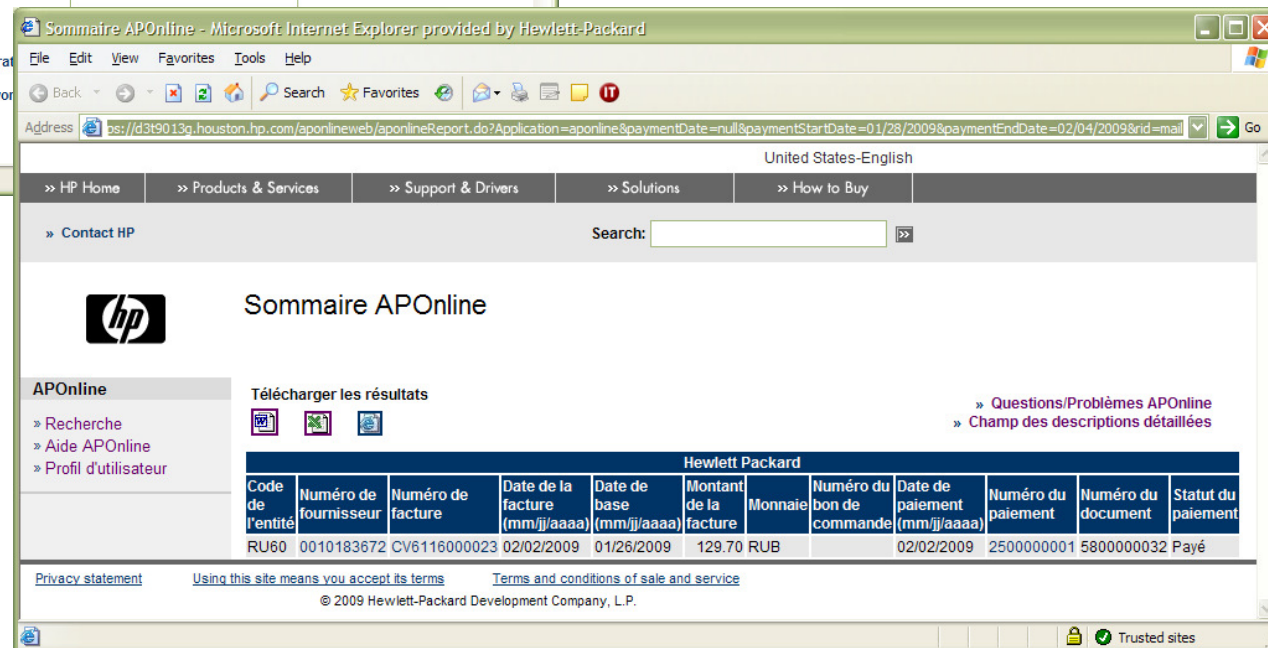 Sommaire APOnline - Microsoft Internet Explorer provided by Hewlett-Packard
File Edit View Favorites Tools Help
Back Search Favorites
Address ps://d3t9013g.houston.hp.com/aponlineweb/aponlineReport.do?Application=aponline&paymentDate=null&paymentStartDate=01/28/2009&paymentEndDate=02/04/2009&rid=mail Go
United States-English
» HP Home » Products & Services » Support & Drivers » Solutions » How to Buy
» Contact HP Search: »
hp
Sommaire APOnline
APOnline
» Recherche
» Aide APOnline
» Profil d'utilisateur
Télécharger les résultats
» Questions/Problèmes APOnline
» Champ des descriptions détaillées
Hewlett Packard
Code de l'entité Numéro de fournisseur Numéro de facture Date de la facture (mm/jj/aaaa) Date de base (mm/jj/aaaa) Montant de la facture Monnaie Numéro du bon de commande Date de paiement (mm/jj/aaaa) Numéro du paiement Numéro du document Statut du paiement
RU60 0010183672 CV6116000023 02/02/2009 01/26/2009 129.70 RUB 02/02/2009 2500000001 5800000032 Payé
Privacy statement Using this site means you accept its terms Terms and conditions of sale and service
© 2009 Hewlett-Packard Development Company, L.P.
Trusted sites